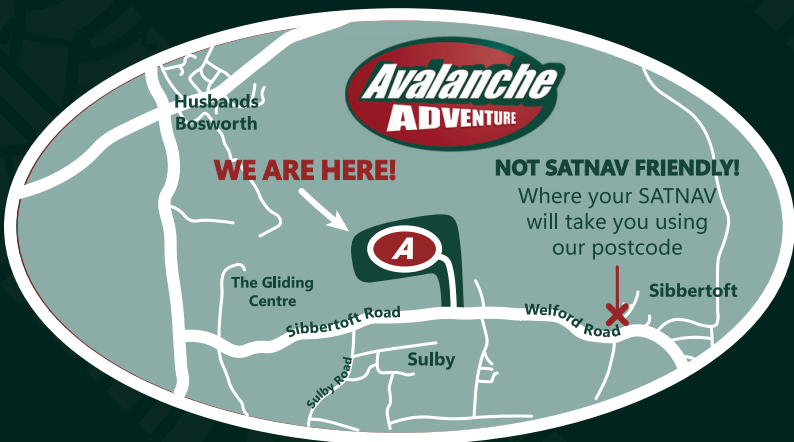 Avalanche
ADVENTURE
Husbands
Bosworth
WE ARE HERE!
NOT SATNAV FRIENDLY!
Where your SATNAV
will take you using
our postcode
A
The Gliding
Centre
Sibbertoft
Sibbertoft Road
Welford Road
Sulby
Sulby Road